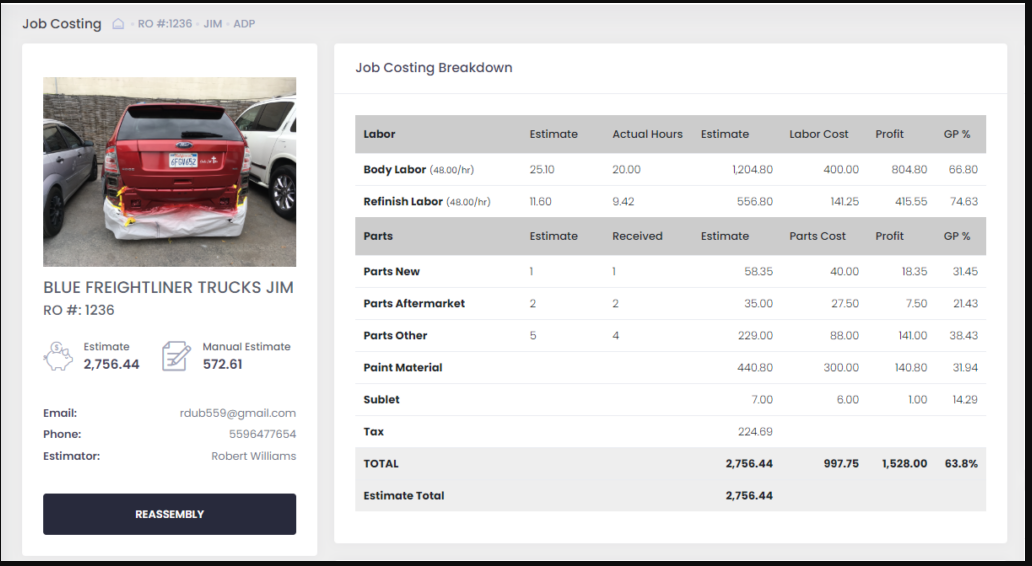 Job Costing RO #:1236 JIM ADP
Job Costing Breakdown
Labor Estimate Actual Hours Estimate Labor Cost Profit GP %
Body Labor (48.00/hr) 25.10 20.00 1,204.80 400.00 804.80 66.80
Refinish Labor (48.00/hr) 11.60 9.42 556.80 141.25 415.55 74.63
Parts Estimate Received Estimate Parts Cost Profit GP %
Parts New 1 1 58.35 40.00 18.35 31.45
Parts Aftermarket 2 2 35.00 27.50 7.50 21.43
Parts Other 5 4 229.00 88.00 141.00 38.43
Paint Material 440.80 300.00 140.80 31.94
Sublet 7.00 6.00 1.00 14.29
Tax 224.69
TOTAL 2,756.44 997.75 1,528.00 63.8%
Estimate Total 2,756.44
BLUE FREIGHTLINER TRUCKS JIM
RO #: 1236
Estimate
2,756.44
Manual Estimate
572.61
Email: rdub559@gmail.com
Phone: 5596477654
Estimator: Robert Williams
REASSEMBLY